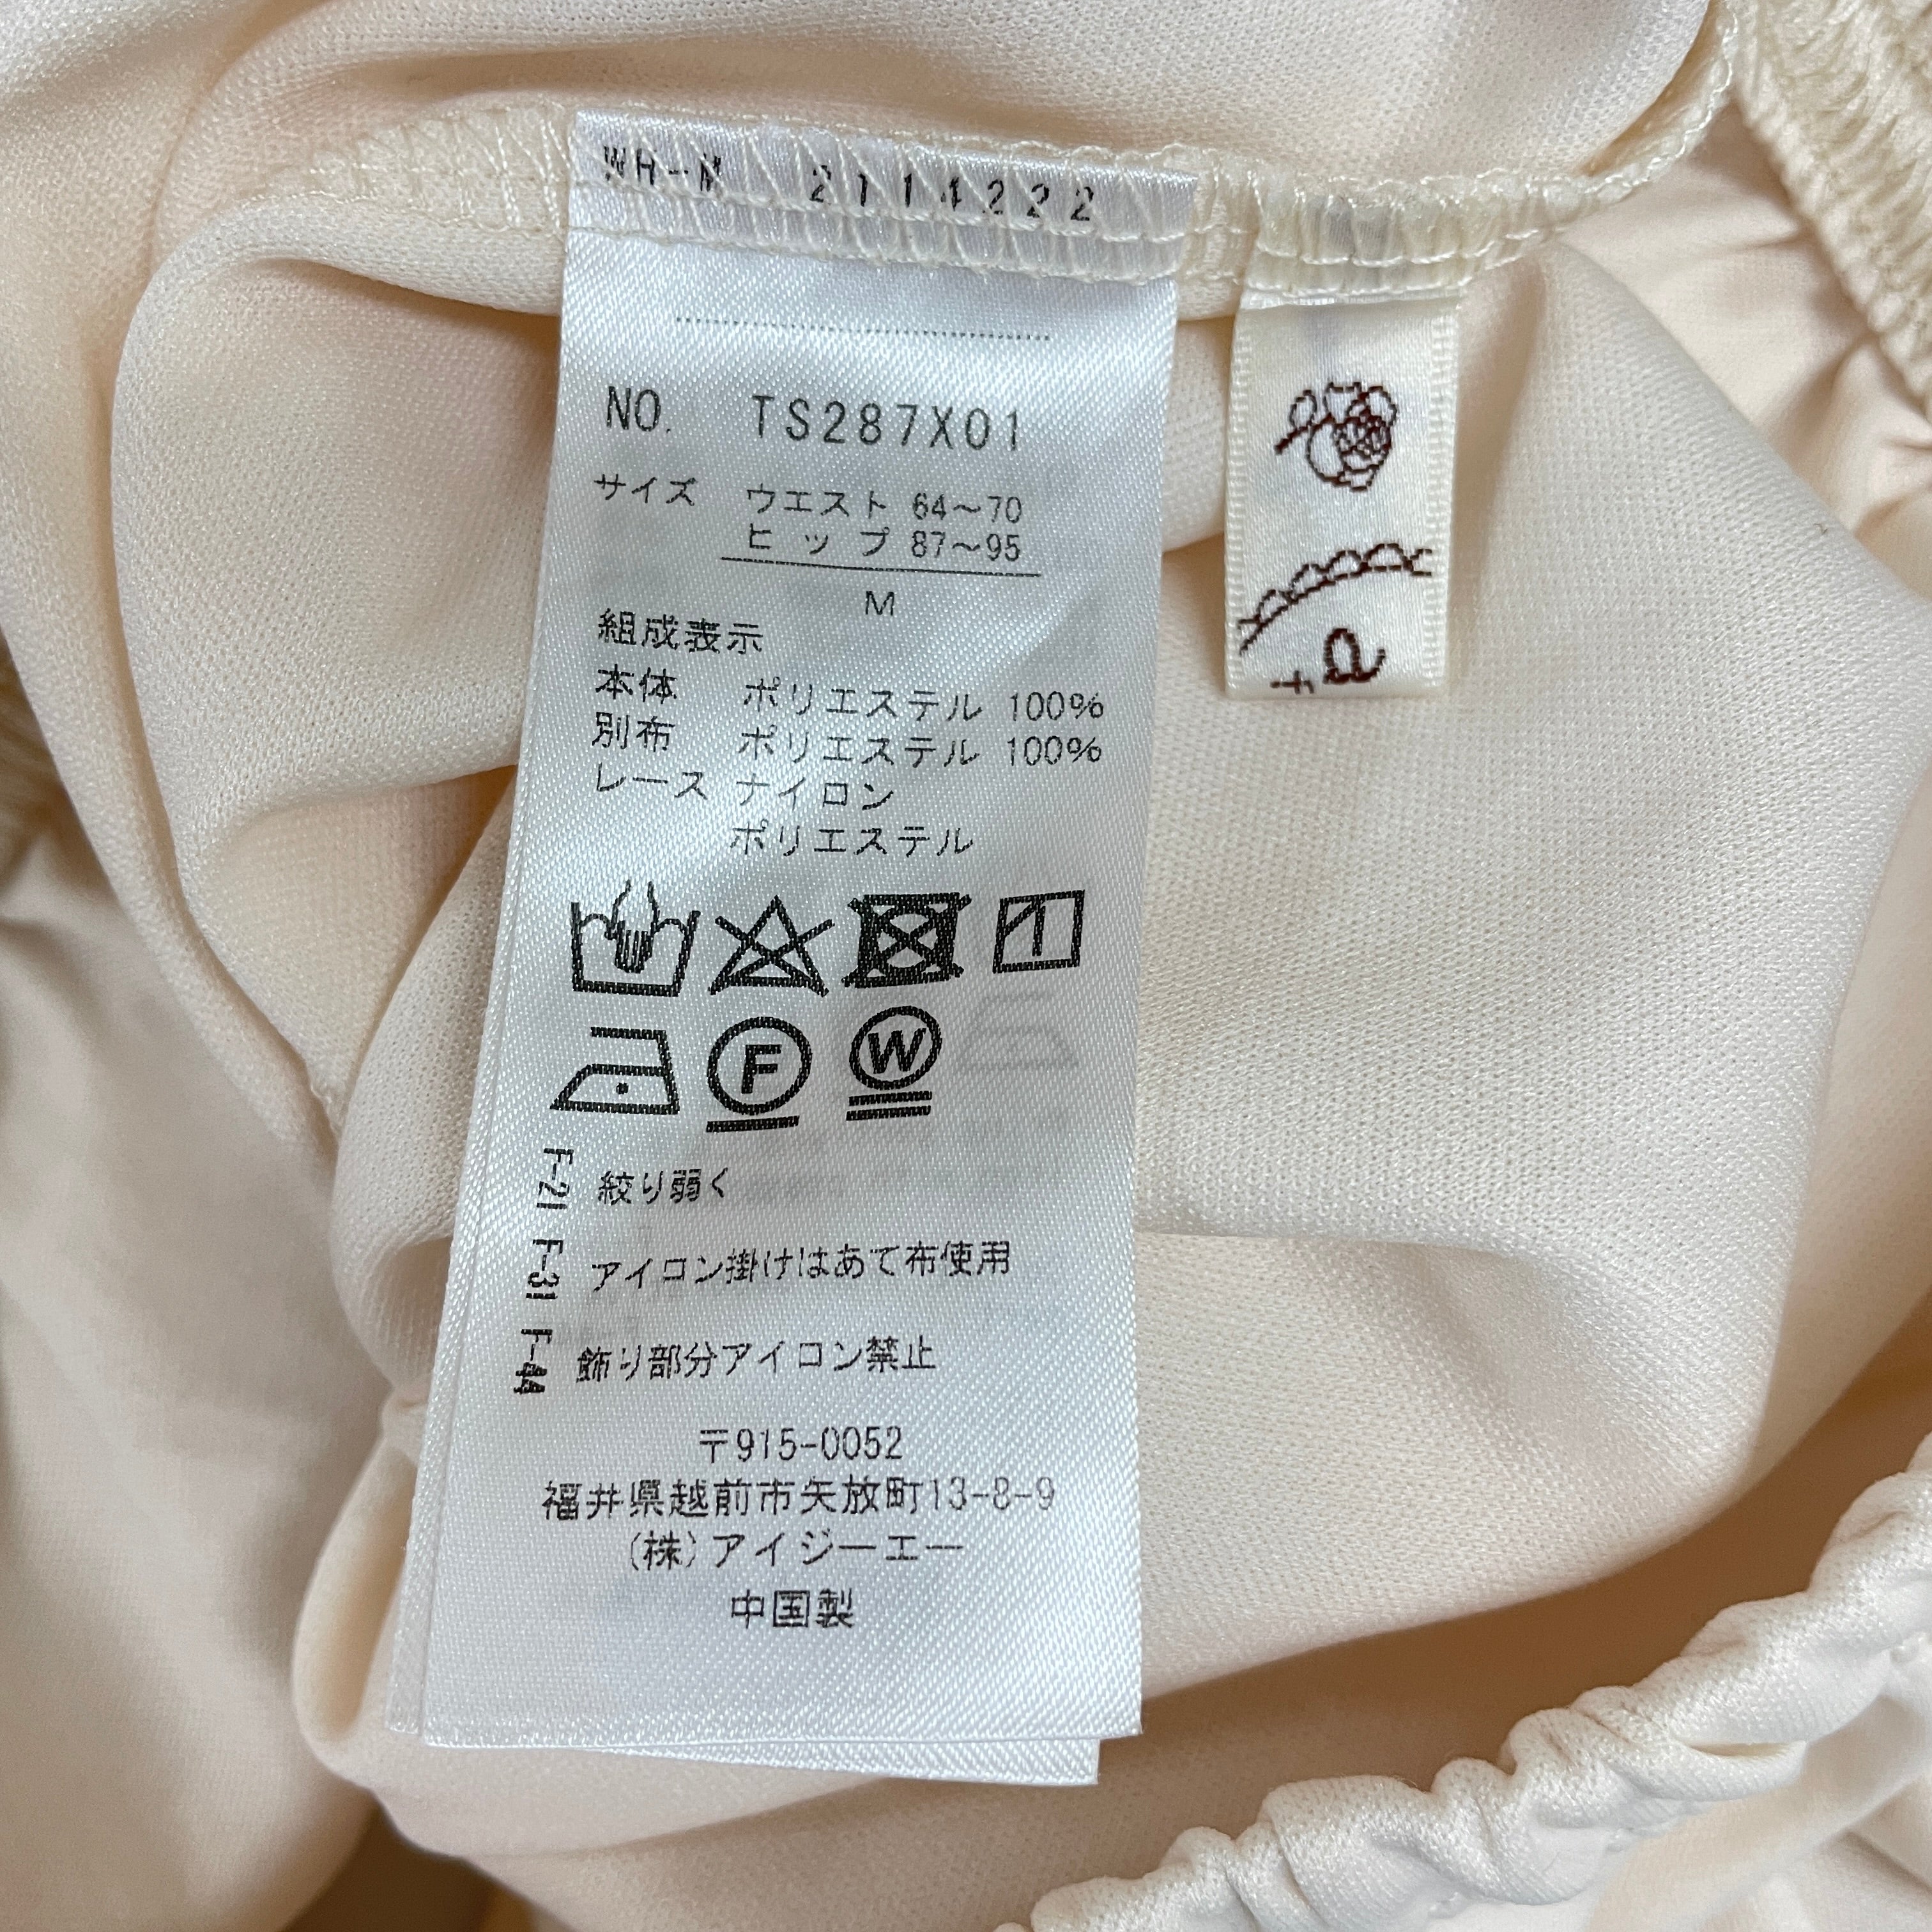 WH-M 2114222
NO. TS287X01
サイズ ウエスト 64〜70
ヒップ 87〜95
M
組成表示
本体 ポリエステル 100%
別布 ポリエステル 100%
レース ナイロン
ポリエステル
F
W
F-21 絞り弱く
F-31 アイロン掛けはあて布使用
F-44 飾り部分アイロン禁止
〒915-0052
福井県越前市矢放町13-8-9
(株)アイジーエー
中国製